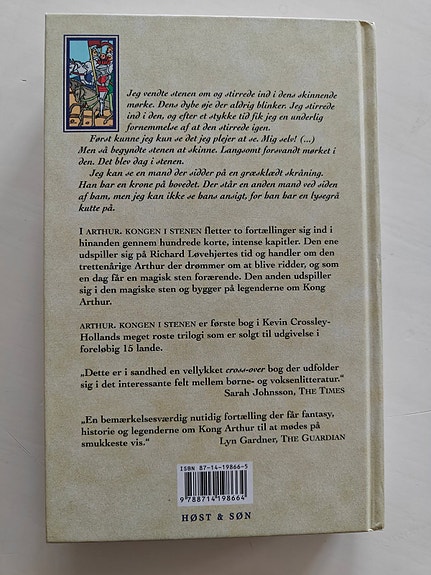 Jeg vendte stenen om og stirrede ind i dens skinnende
mørke. Dens dybe øje der aldrig blinker. Jeg stirrede
ind i den, og efter et stykke tid fik jeg en underlig
fornemmelse af at den stirrede igen.
Først kunne jeg kun se det jeg plejer at se. Mig selv! (...)
Men så begyndte stenen at skinne. Langsomt forsvandt mørket i
den. Det blev dag i stenen.
Jeg kan se en mand der sidder på en græsklædt skråning.
Han har en krone på hovedet. Der står en anden mand ved siden
af ham, men jeg kan ikke se hans ansigt, for han bar en lysegrå
kutte på.
I ARTHUR. KONGEN I STENEN fletter to fortællinger sig ind i
hinanden gennem hundrede korte, intense kapitler. Den ene
udspiller sig på Richard Løvehjertes tid og handler om den
trettenårige Arthur der drømmer om at blive ridder, og som
en dag får en magisk sten forærende. Den anden udspiller
sig i den magiske sten og bygger på legenderne om Kong
Arthur.
ARTHUR. KONGEN I STENEN er første bog i Kevin Crossley-
Hollands meget roste trilogi som er solgt til udgivelse i
foreløbig 15 lande.
„Dette er i sandhed en vellykket cross-over bog der udfolder
sig i det interessante felt mellem børne- og voksenlitteratur.“
Sarah Johnsson, THE TIMES
„En bemærkelsesværdig nutidig fortælling der får fantasy,
historie og legenderne om Kong Arthur til at mødes på
smukkeste vis.“ Lyn Gardner, THE GUARDIAN
ISBN 87-14-19866-5
9 788714 198664
HØST & SØN